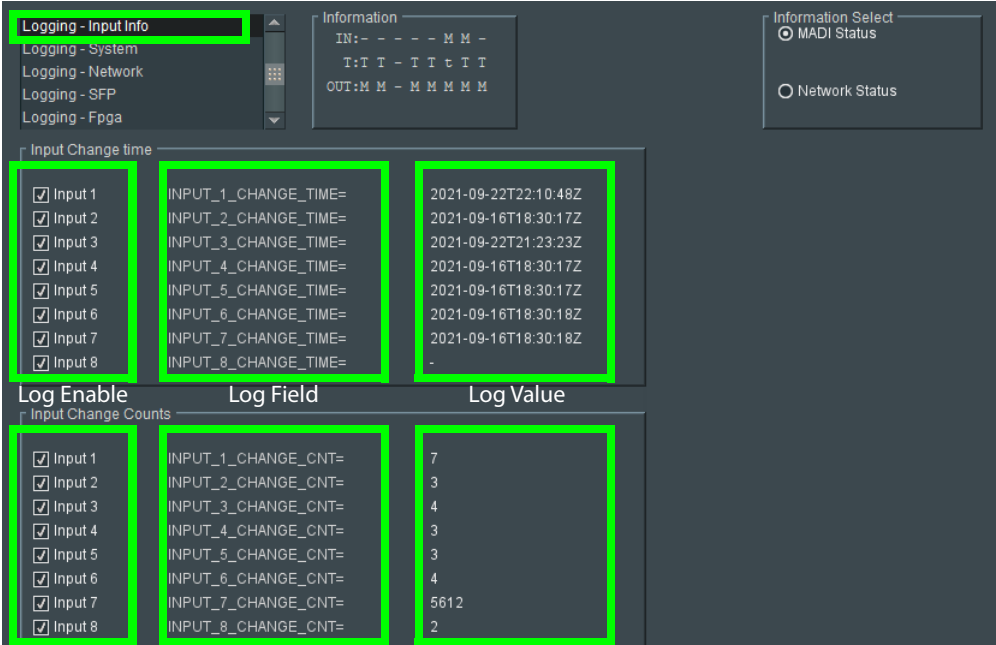 Logging - Input Info
Logging - System
Logging - Network
Logging - SFP
Logging - Fpga
Information
IN:- - - - - M M -
T:T T - T T t T T
OUT:M M - M M M M M
Information Select
MADI Status
Network Status
Input Change time
Input 1 INPUT_1_CHANGE_TIME= 2021-09-22T22:10:48Z
Input 2 INPUT_2_CHANGE_TIME= 2021-09-16T18:30:17Z
Input 3 INPUT_3_CHANGE_TIME= 2021-09-22T21:23:23Z
Input 4 INPUT_4_CHANGE_TIME= 2021-09-16T18:30:17Z
Input 5 INPUT_5_CHANGE_TIME= 2021-09-16T18:30:17Z
Input 6 INPUT_6_CHANGE_TIME= 2021-09-16T18:30:18Z
Input 7 INPUT_7_CHANGE_TIME= 2021-09-16T18:30:18Z
Input 8 INPUT_8_CHANGE_TIME= -
Log Enable Log Field Log Value
Input Change Counts
Input 1 INPUT_1_CHANGE_CNT= 7
Input 2 INPUT_2_CHANGE_CNT= 3
Input 3 INPUT_3_CHANGE_CNT= 4
Input 4 INPUT_4_CHANGE_CNT= 3
Input 5 INPUT_5_CHANGE_CNT= 3
Input 6 INPUT_6_CHANGE_CNT= 4
Input 7 INPUT_7_CHANGE_CNT= 5612
Input 8 INPUT_8_CHANGE_CNT= 2